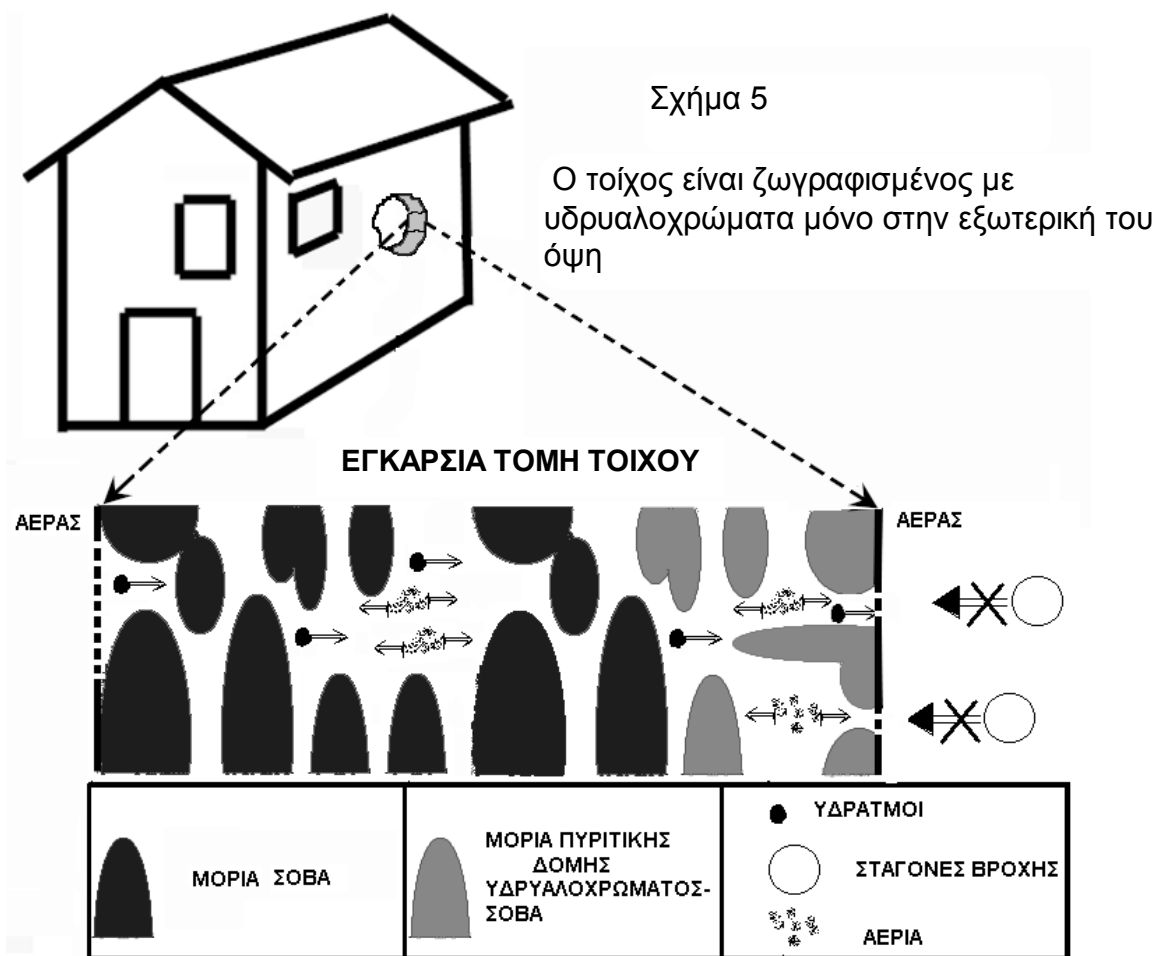 Σχήμα 5
Ο τοίχος είναι ζωγραφισμένος με
υδρυαλοχρώματα μόνο στην εξωτερική του
όψη
ΕΓΚΑΡΣΙΑ ΤΟΜΗ ΤΟΙΧΟΥ
ΑΕΡΑΣ
ΑΕΡΑΣ
ΜΟΡΙΑ ΣΟΒΑ
ΜΟΡΙΑ ΠΥΡΙΤΙΚΗΣ
ΔΟΜΗΣ
ΥΔΡΥΑΛΟΧΡΩΜΑΤΟΣ-
ΣΟΒΑ
ΥΔΡΑΤΜΟΙ
ΣΤΑΓΟΝΕΣ ΒΡΟΧΗΣ
ΑΕΡΙΑ